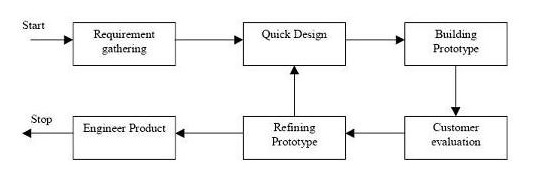 Start
Requirement
gathering
Quick Design
Building
Prototype
Stop
Engineer Product
Refining
Prototype
Customer
evaluation